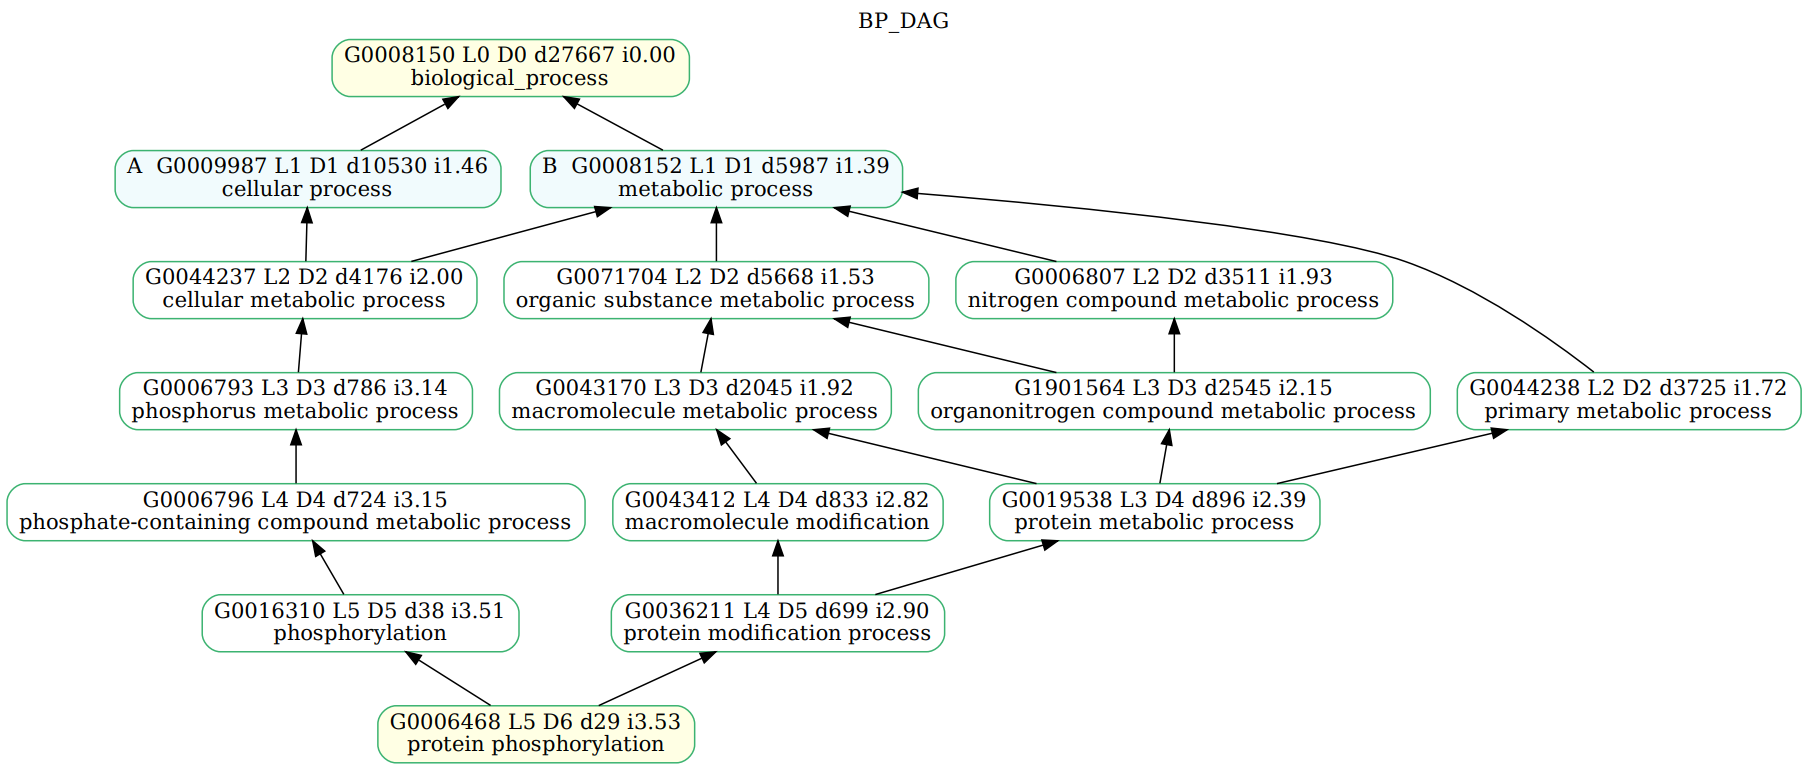 BP_DAG
G0008150 L0 D0 d27667 i0.00
biological_process
A  G0009987 L1 D1 d10530 i1.46
cellular process
B  G0008152 L1 D1 d5987 i1.39
metabolic process
G0044237 L2 D2 d4176 i2.00
cellular metabolic process
G0071704 L2 D2 d5668 i1.53
organic substance metabolic process
G0006807 L2 D2 d3511 i1.93
nitrogen compound metabolic process
G0006793 L3 D3 d786 i3.14
phosphorus metabolic process
G0043170 L3 D3 d2045 i1.92
macromolecule metabolic process
G1901564 L3 D3 d2545 i2.15
organonitrogen compound metabolic process
G0044238 L2 D2 d3725 i1.72
primary metabolic process
G0006796 L4 D4 d724 i3.15
phosphate-containing compound metabolic process
G0043412 L4 D4 d833 i2.82
macromolecule modification
G0019538 L3 D4 d896 i2.39
protein metabolic process
G0016310 L5 D5 d38 i3.51
phosphorylation
G0036211 L4 D5 d699 i2.90
protein modification process
G0006468 L5 D6 d29 i3.53
protein phosphorylation